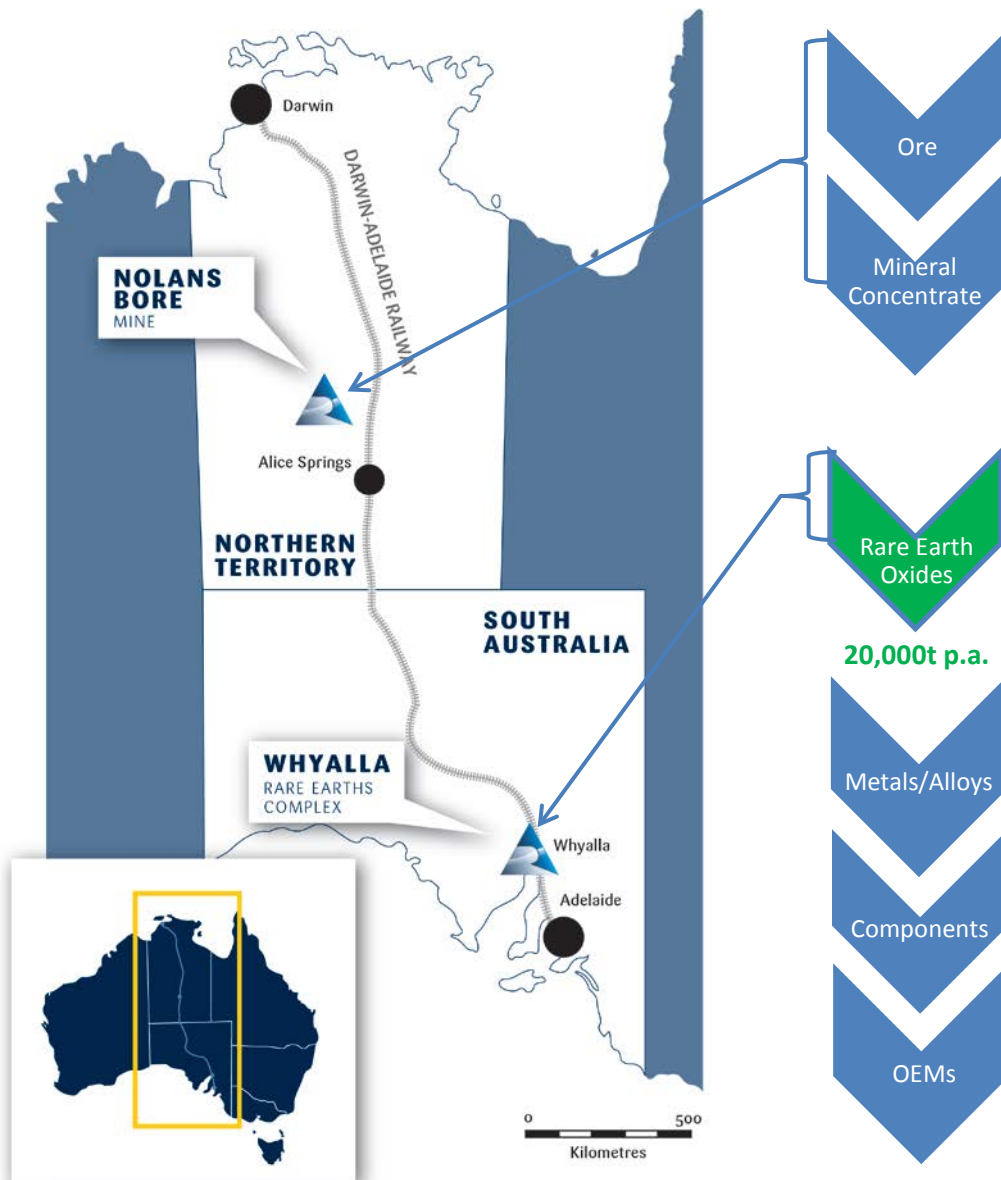 Darwin
DARWIN-ADELAIDE RAILWAY
NOLANS
BORE
MINE
Alice Springs
NORTHERN
TERRITORY
SOUTH
AUSTRALIA
WHYALLA
RARE EARTHS
COMPLEX
Whyalla
Adelaide
0 500
Kilometres
Ore
Mineral
Concentrate
Rare Earth
Oxides
20,000t p.a.
Metals/Alloys
Components
OEMs